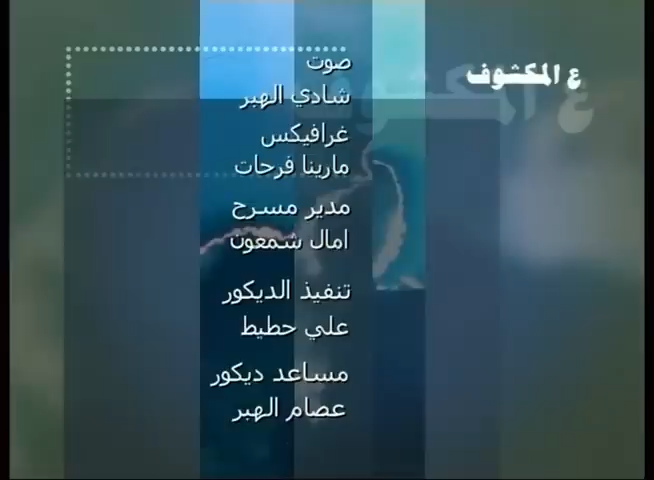 ع المكشوف
صوت
شادي الهبر
غرافيكس
مارينا فرحات
مدير مسرح
امال شمعون
تنفيذ الديكور
علي حطيط
مساعد ديكور
عصام الهبر